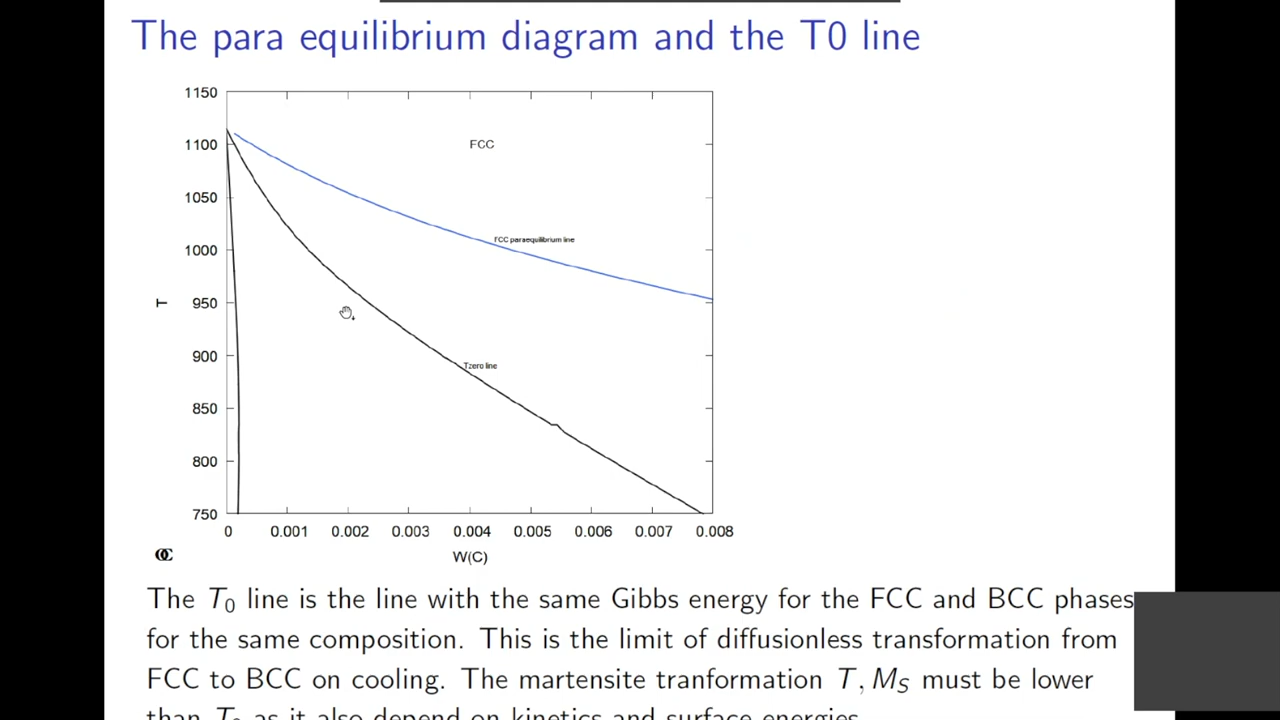 The para equilibrium diagram and the T0 line
1150
1100
1050
1000
950
900
850
800
750
T
FCC
FCC paraequilibrium line
Tzero line
0 0.001 0.002 0.003 0.004 0.005 0.006 0.007 0.008
W(C)
OC
The T₀ line is the line with the same Gibbs energy for the FCC and BCC phases
for the same composition. This is the limit of diffusionless transformation from
FCC to BCC on cooling. The martensite tranformation T, M_S must be lower
than T₀ as it also depend on kinetics and surface energies